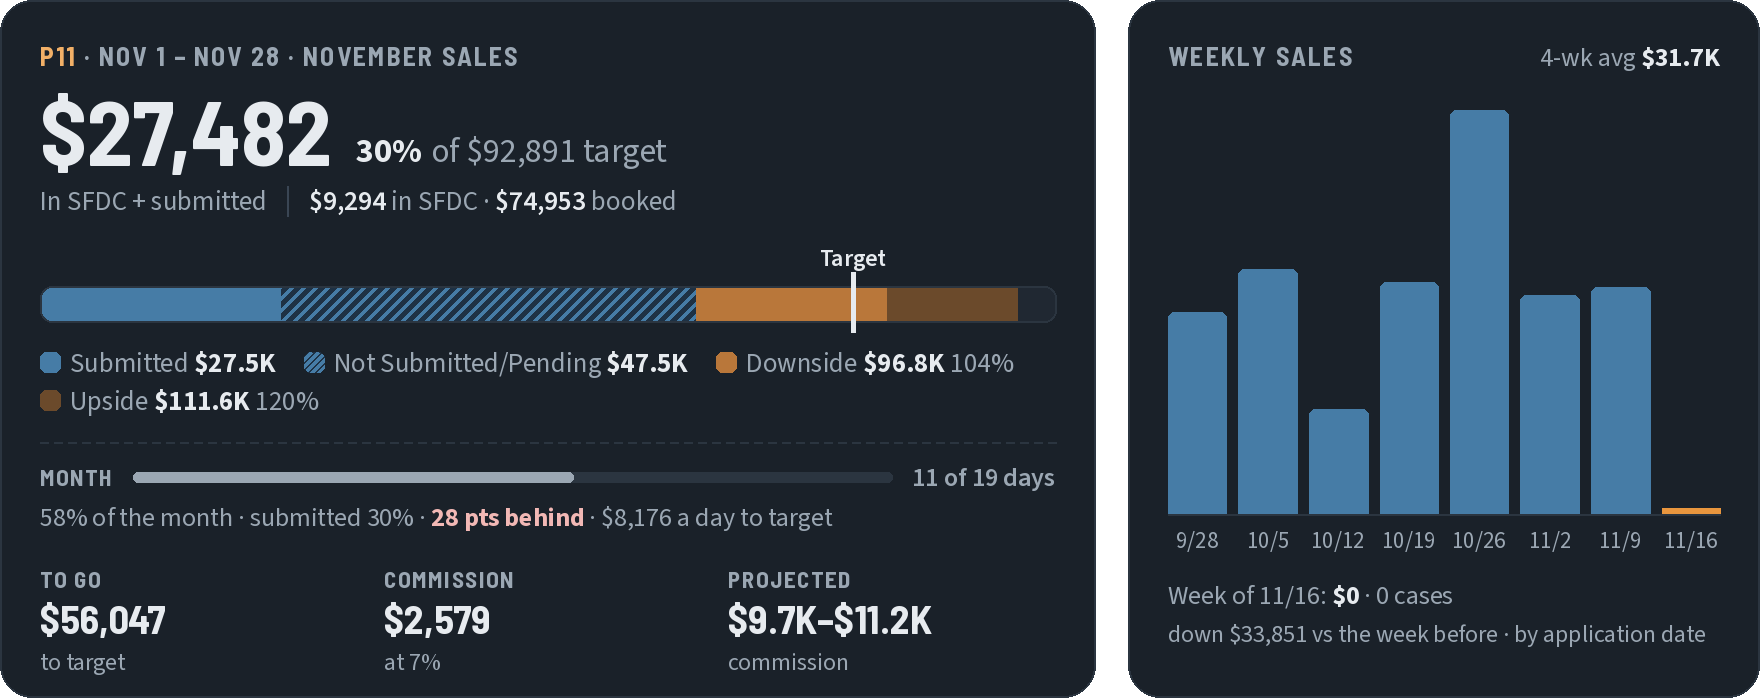 P11 · NOV 1 – NOV 28 · NOVEMBER SALES
$27,482 30% of $92,891 target
In SFDC + submitted $9,294 in SFDC · $74,953 booked
Target
Submitted $27.5K Not Submitted/Pending $47.5K Downside $96.8K 104%
Upside $111.6K 120%
MONTH 11 of 19 days
58% of the month · submitted 30% · 28 pts behind · $8,176 a day to target
TO GO COMMISSION PROJECTED
$56,047 $2,579 $9.7K–$11.2K
to target at 7% commission
WEEKLY SALES 4-wk avg $31.7K
9/28 10/5 10/12 10/19 10/26 11/2 11/9 11/16
Week of 11/16: $0 · 0 cases
down $33,851 vs the week before · by application date